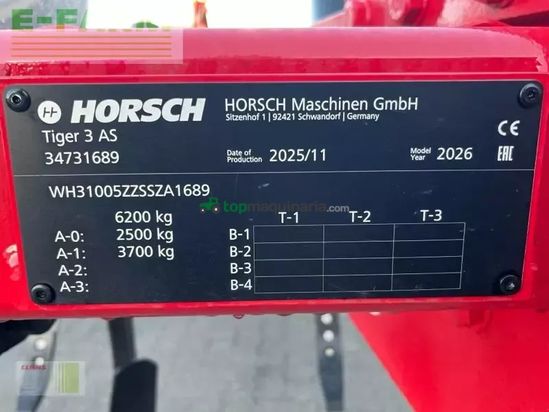 E-FARM
HORSCH
HORSCH Maschinen GmbH
Sitzenhof 1 | 92421 Schwandorf | Germany
Tiger 3 AS
34731689
Date of Production 2025/11
Model Year 2026
CE
EAC
WH31005ZZSSZA1689
topmaquinaria.com
6200 kg
A-0: 2500 kg
A-1: 3700 kg
A-2:
A-3:
T-1 T-2 T-3
B-1
B-2
B-3
B-4
CLAAS